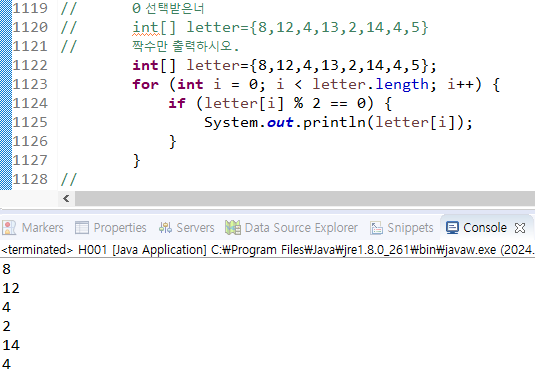 1119 //      0 선택받은너
1120 //      int[] letter={8,12,4,13,2,14,4,5}
1121 //      짝수만 출력하시오.
1122         int[] letter={8,12,4,13,2,14,4,5};
1123         for (int i = 0; i < letter.length; i++) {
1124             if (letter[i] % 2 == 0) {
1125                 System.out.println(letter[i]);
1126             }
1127         }
1128 //
Markers Properties Servers Data Source Explorer Snippets Console
<terminated> H001 [Java Application] C:₩Program Files₩Java₩jre1.8.0_261₩bin₩javaw.exe (2024.
8
12
4
2
14
4